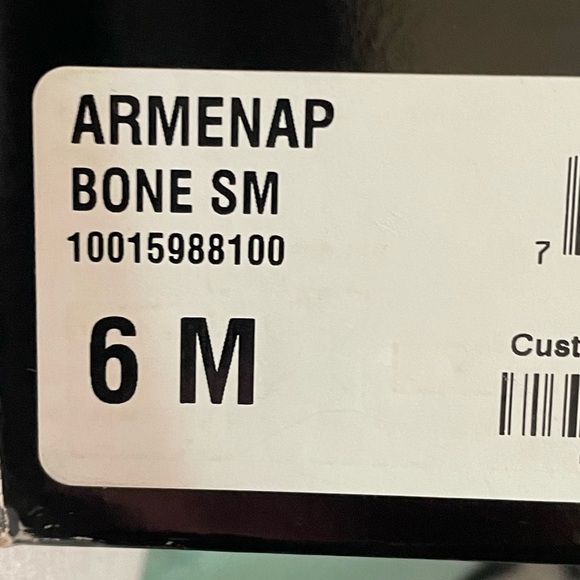 ARMENAP
BONE SM
10015988100
7
6 M
Cust